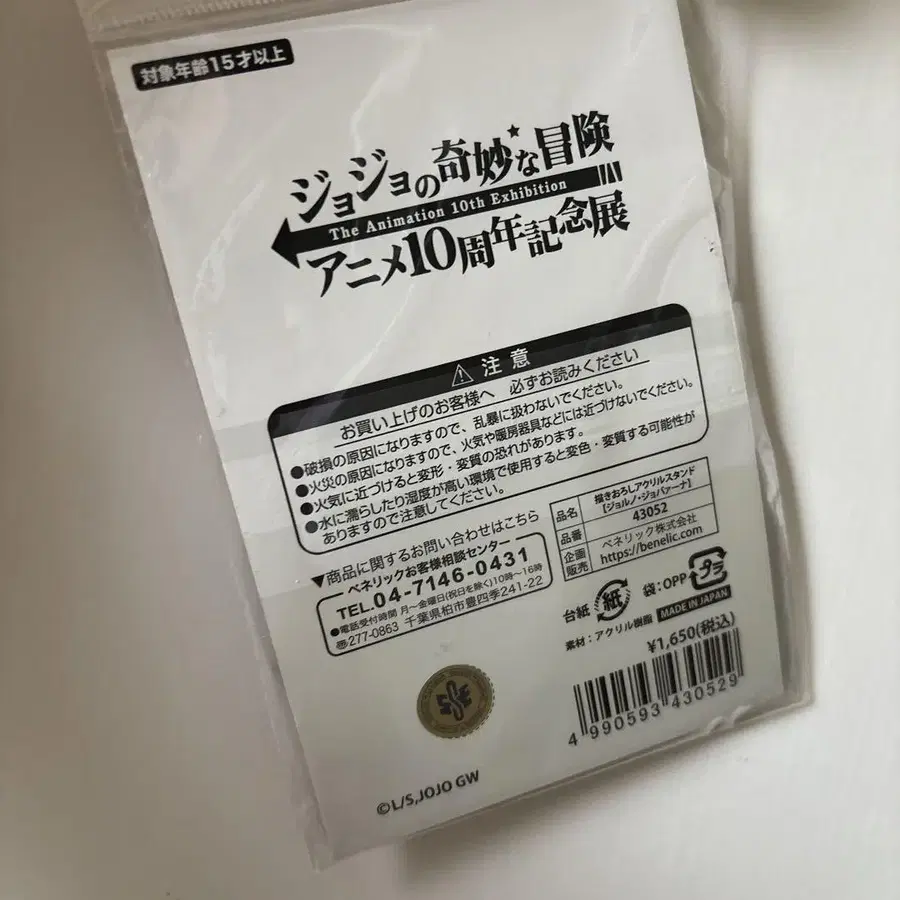 対象年齢15才以上
ジョジョの奇妙な冒険
The Animation 10th Exhibition
アニメ10周年記念展
注意
お買い上げのお客様へ 必ずお読みください
●破損の原因になりますので、乱暴に扱わないでください。
●火災の原因になりますので、火気や暖房器具などには近づけないでください。
●火気に近づけると変形・変質の恐れがあります。
●水に濡らしたり湿度が高い環境で使用すると変色・変質する可能性が
ありますので注意してください。
▼商品に関するお問い合わせはこちら
ベネリックお客様相談センター
TEL.04-7146-0431
●電話受付時間 月〜金曜日(祝日を除く)10時〜16時
〠277-0863 千葉県柏市豊四季241-22
品名 描きおろしアクリルスタンド
[ジョルノ・ジョバァーナ]
品番 43052
企画販売 ベネリック株式会社
https://benelic.com
台紙 紙 袋:OPP プラ
素材:アクリル樹脂 MADE IN JAPAN
¥1,650(税込)
4 990593 430529
©L/S,JOJO GW